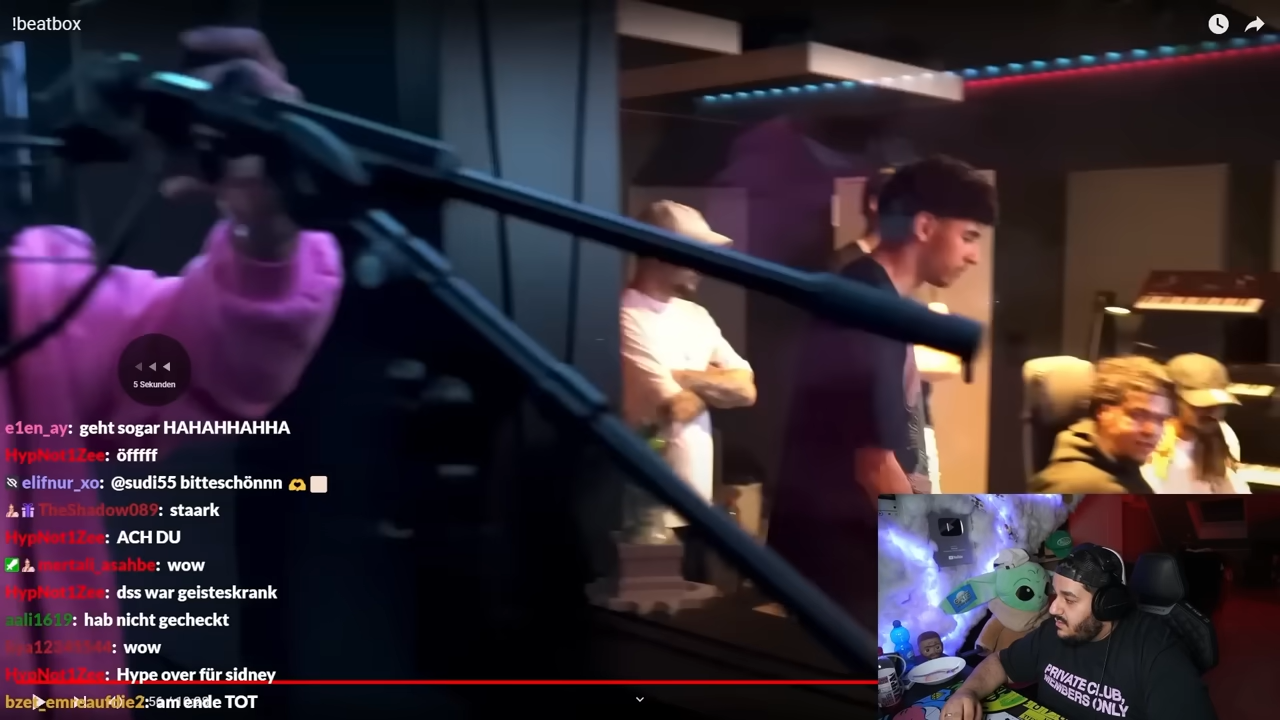 !beatbox
5 Sekunden
e1en_ay: geht sogar HAHAHHAHHA
HypNot1Zee: öfffff
elifnur_xo: @sudi55 bitteschönnn
TheShadow089: staark
HypNot1Zee: ACH DU
mertali_asahbe: wow
HypNot1Zee: dss war geisteskrank
aali1619: hab nicht gecheckt
: wow
HypNot1Zee: Hype over für sidney
am ende TOT
PRIVATE CLUB,
MEMBERS ONLY